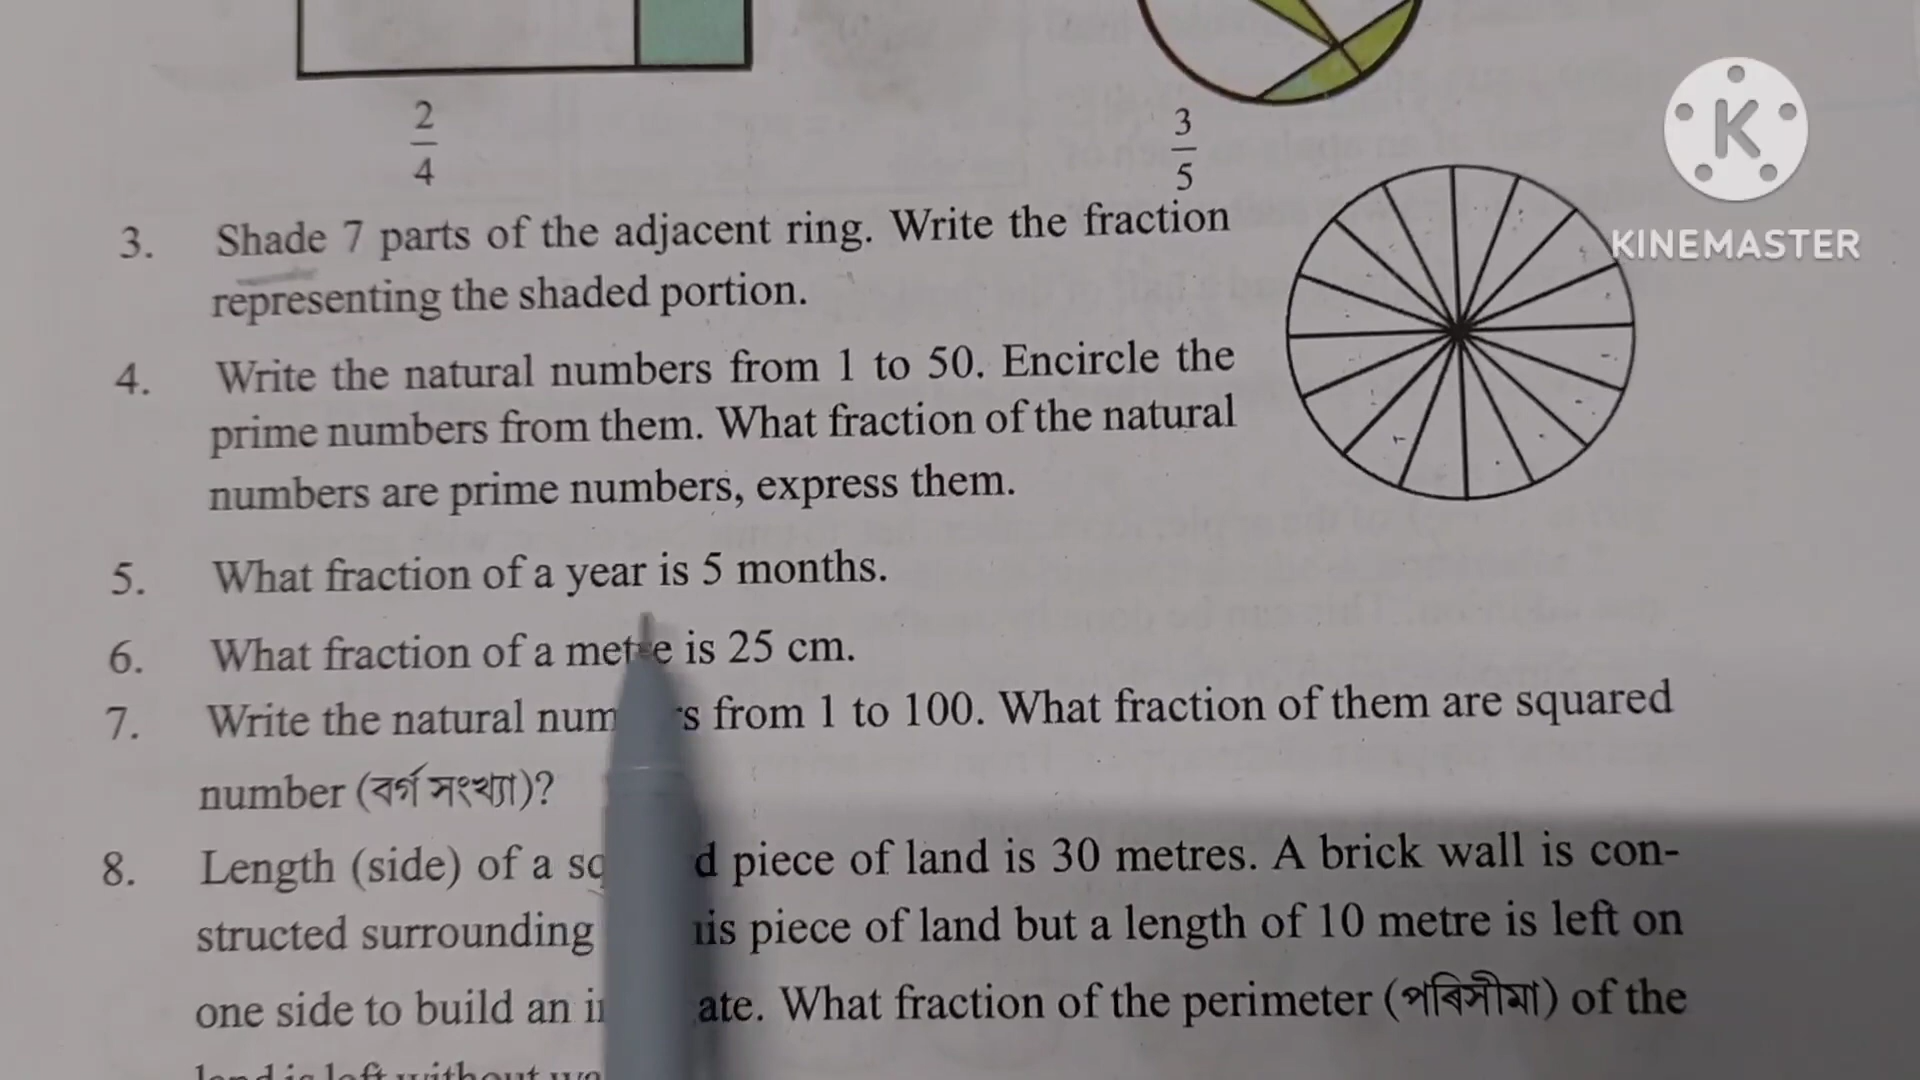 2
4
3
5
K
KINEMASTER
3. Shade 7 parts of the adjacent ring. Write the fraction
representing the shaded portion.
4. Write the natural numbers from 1 to 50. Encircle the
prime numbers from them. What fraction of the natural
numbers are prime numbers, express them.
5. What fraction of a year is 5 months.
6. What fraction of a metre is 25 cm.
7. Write the natural num s from 1 to 100. What fraction of them are squared
number (বৰ্গ সংখ্যা)?
8. Length (side) of a sq d piece of land is 30 metres. A brick wall is con-
structed surrounding piece of land but a length of 10 metre is left on
one side to build an ate. What fraction of the perimeter (পৰিসীমা) of the
land is left without